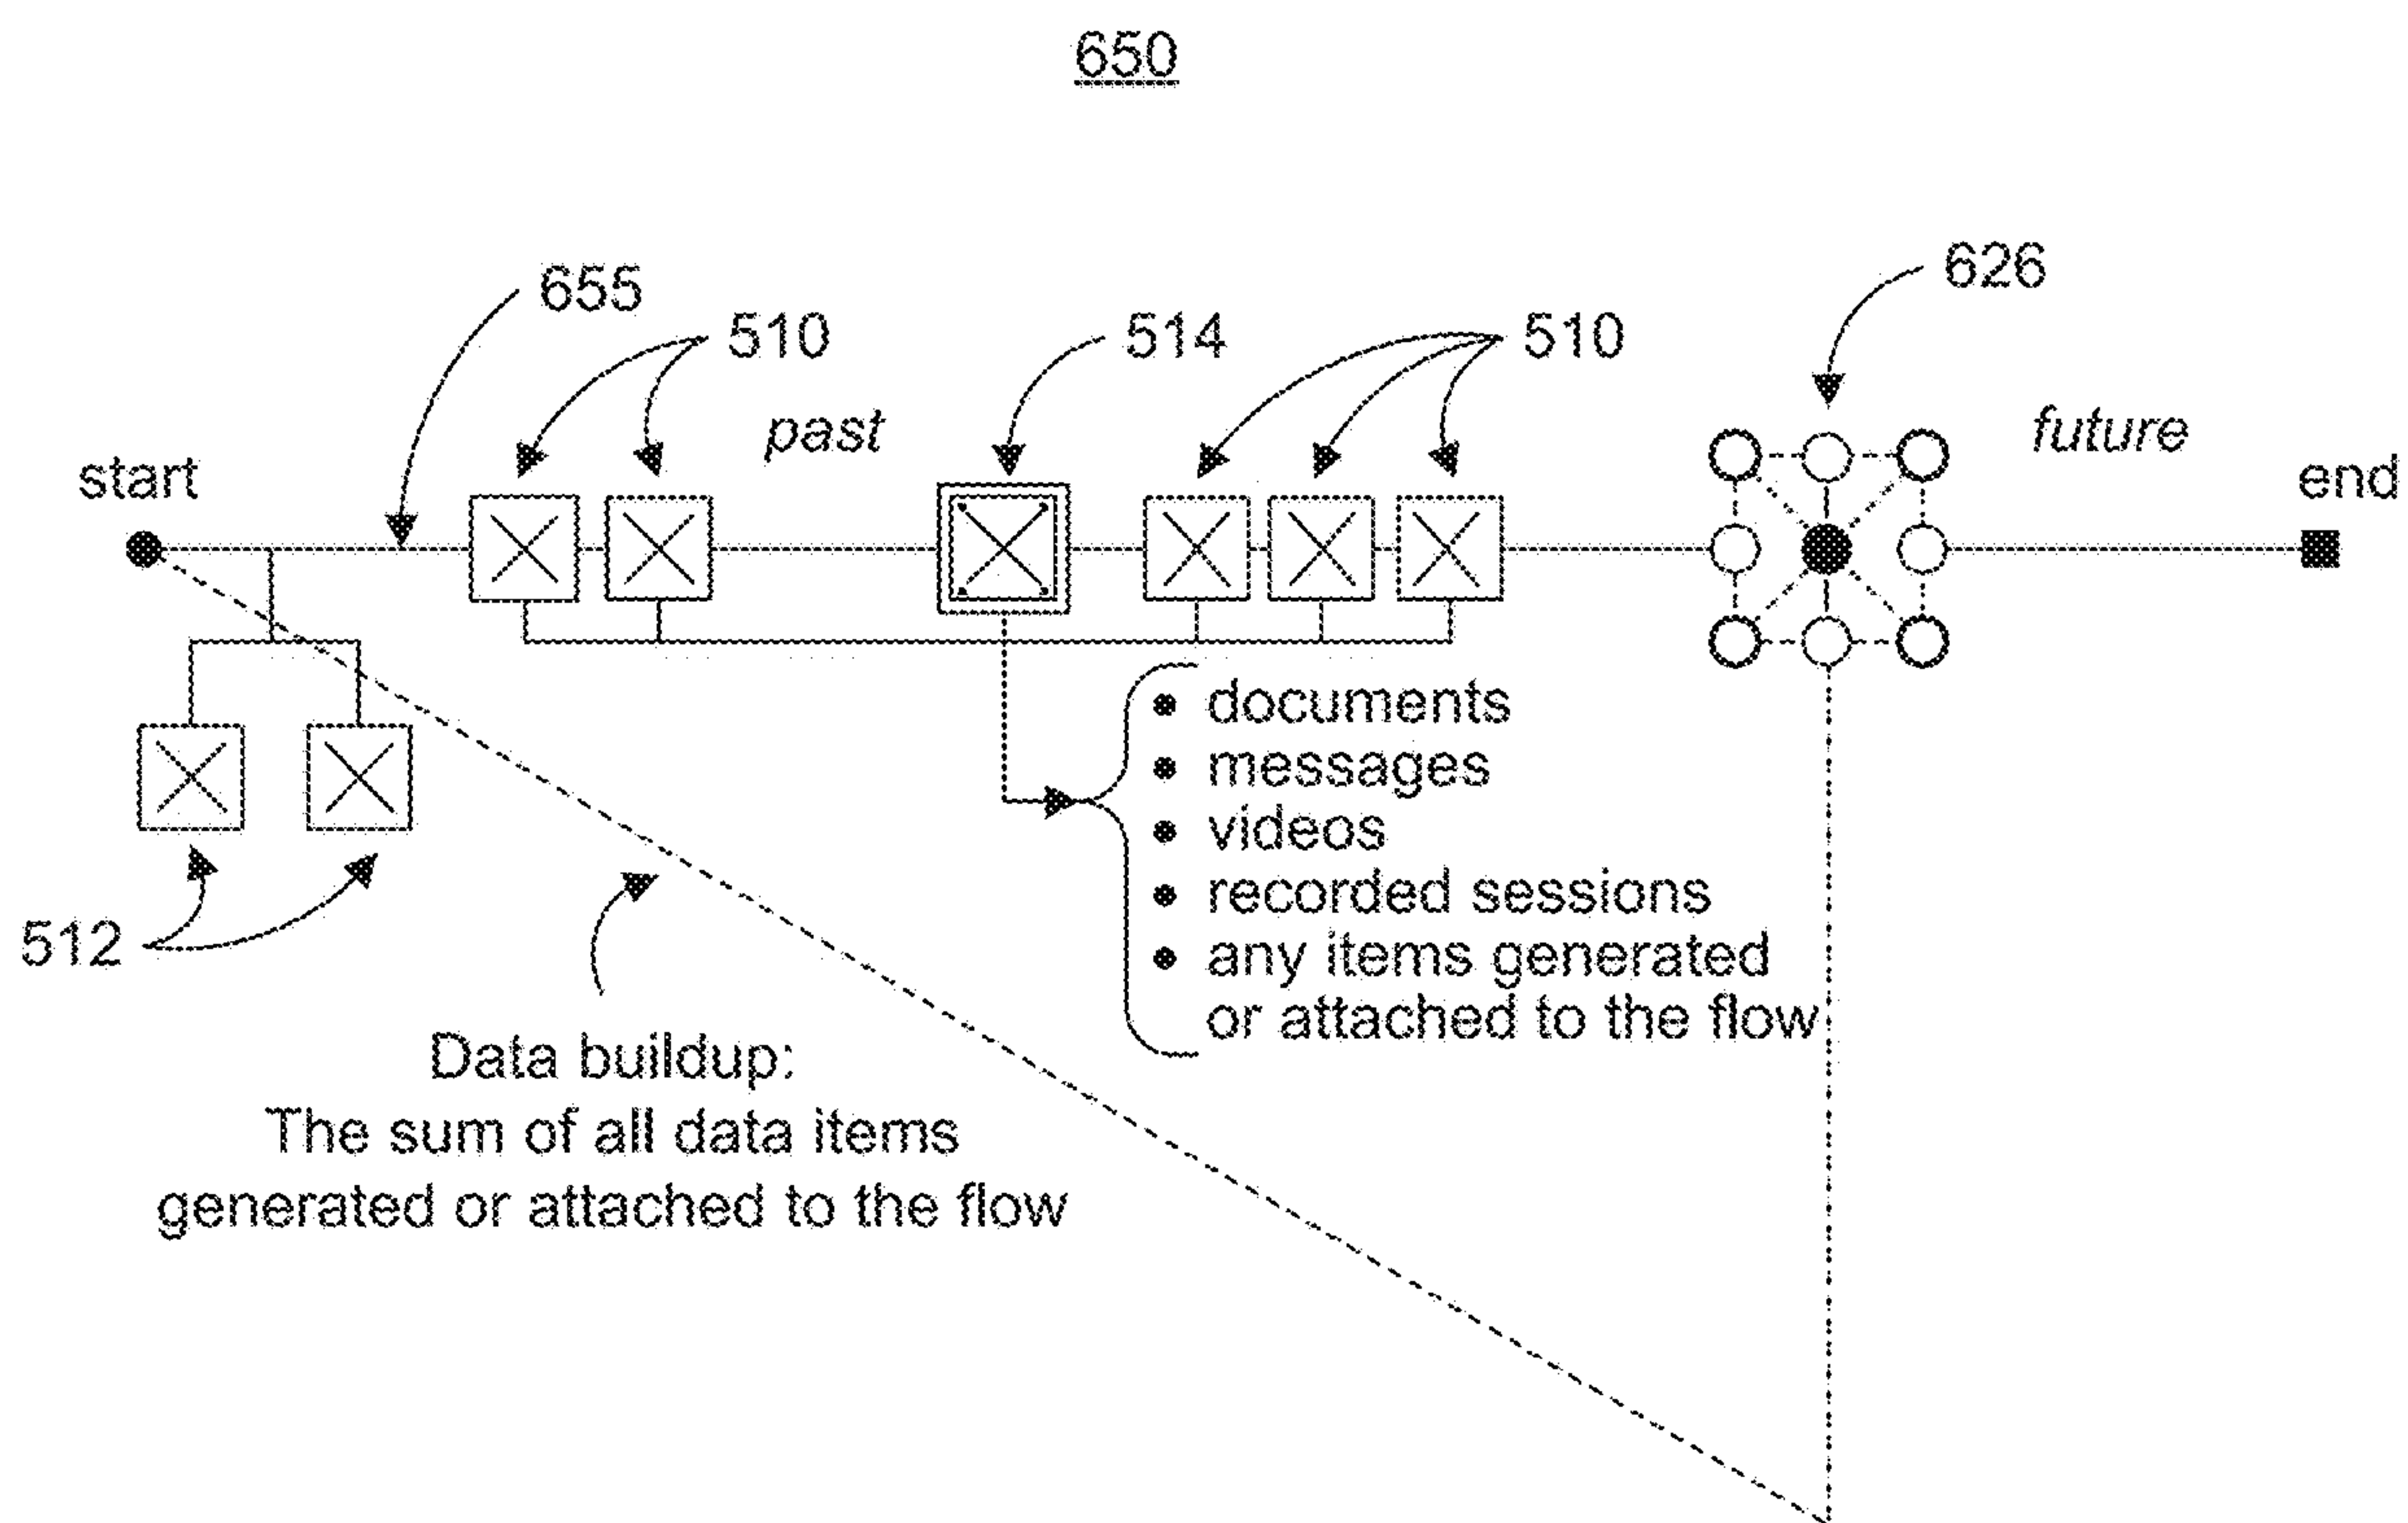 650
626
655
510
514
510
past
future
start
end
• documents
• messages
• videos
• recorded sessions
• any items generated
or attached to the flow
512
Data buildup:
The sum of all data items
generated or attached to the flow